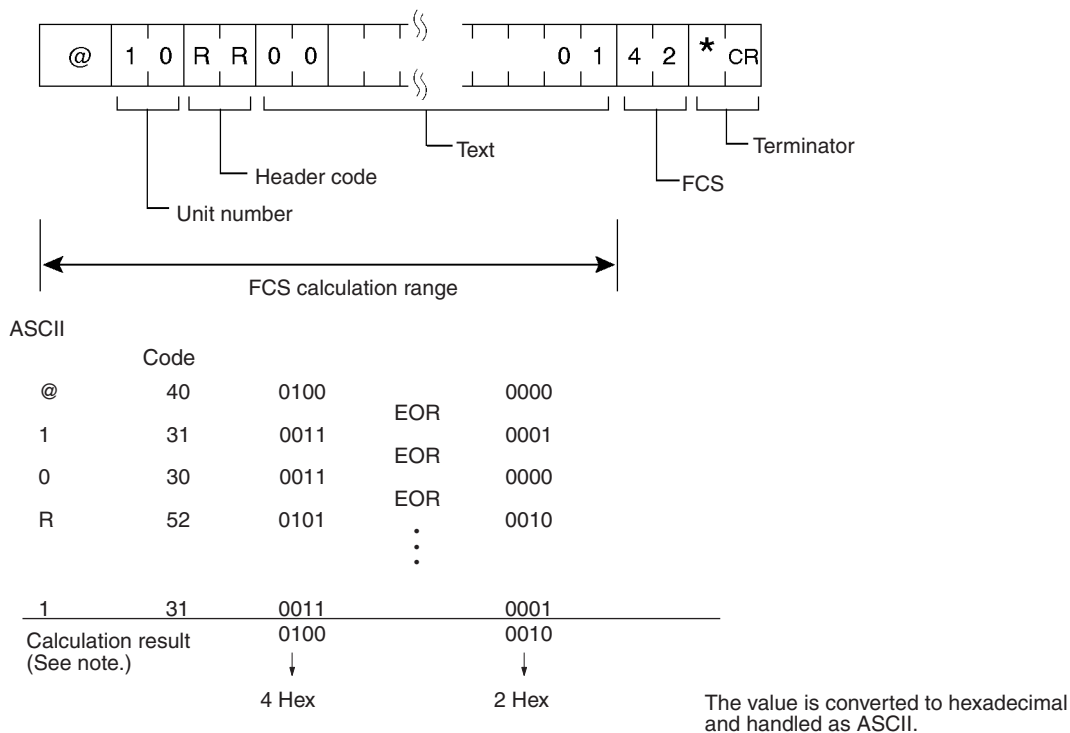 @ 1 0 R R 0 0 0 1 4 2 * CR
Text
Terminator
Header code
FCS
Unit number
FCS calculation range
ASCII
Code
@ 40 0100 0000
EOR
1 31 0011 0001
EOR
0 30 0011 0000
EOR
R 52 0101 0010
1 31 0011 0001
Calculation result 0100 0010
(See note.)
4 Hex 2 Hex
The value is converted to hexadecimal
and handled as ASCII.